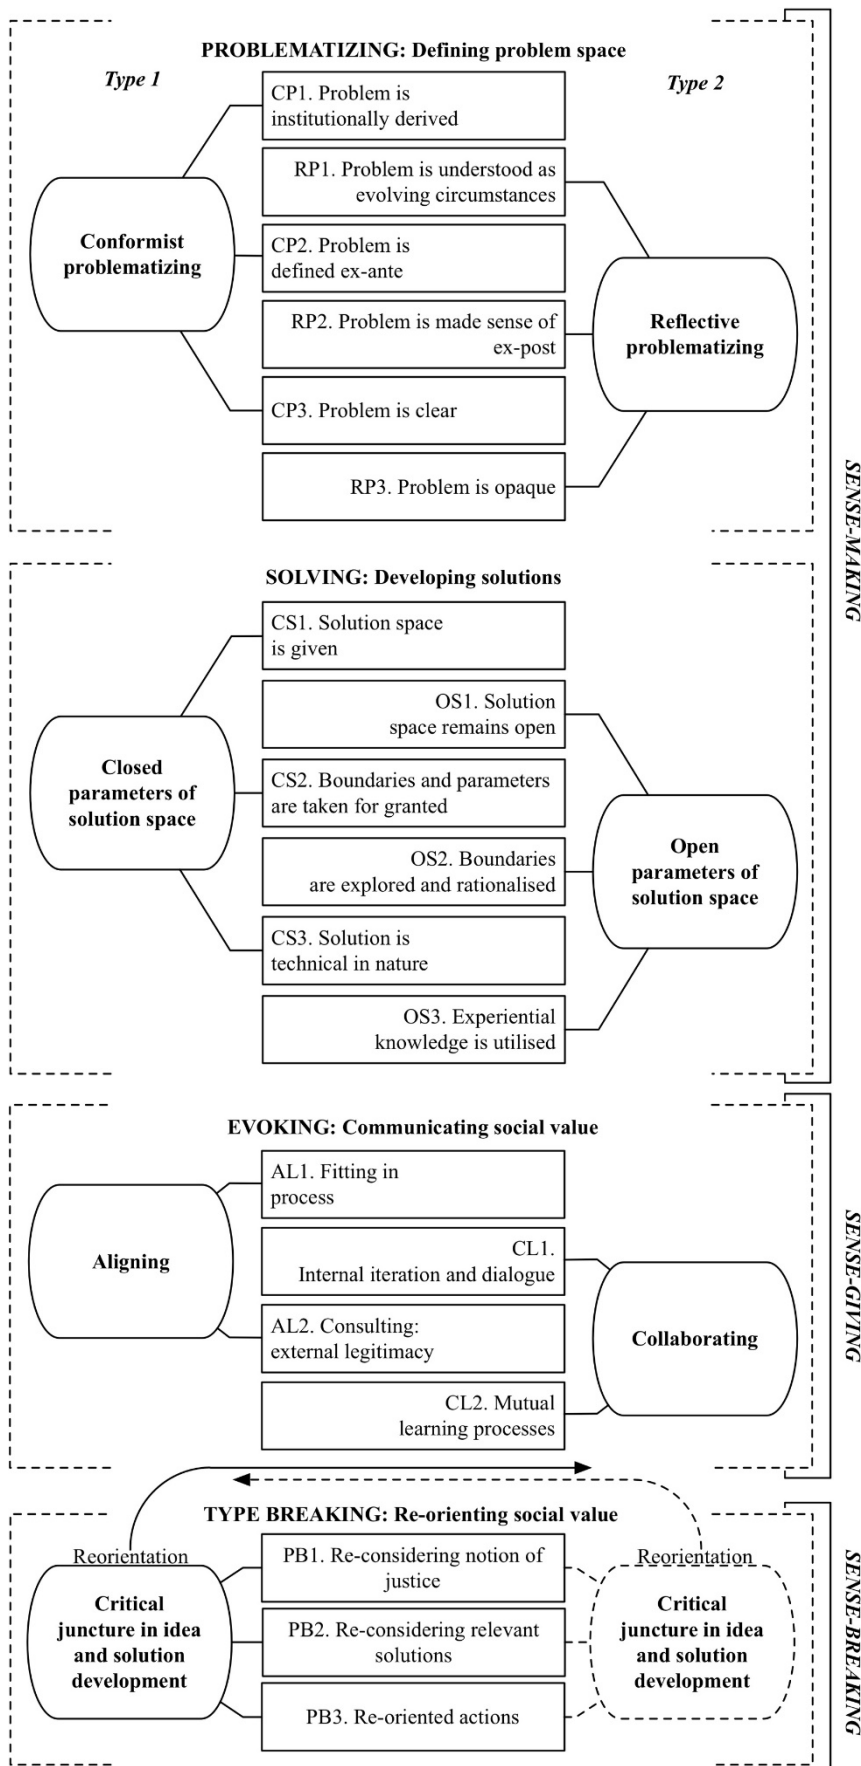 PROBLEMATIZING: Defining problem space
Type 1
Type 2
CP1. Problem is
institutionally derived
RP1. Problem is understood as
evolving circumstances
Conformist
problematizing
CP2. Problem is
defined ex-ante
RP2. Problem is made sense of
ex-post
Reflective
problematizing
CP3. Problem is clear
RP3. Problem is opaque
SENSE-MAKING
SOLVING: Developing solutions
CS1. Solution space
is given
OS1. Solution
space remains open
Closed
parameters of
solution space
CS2. Boundaries and parameters
are taken for granted
OS2. Boundaries
are explored and rationalised
Open
parameters of
solution space
CS3. Solution is
technical in nature
OS3. Experiential
knowledge is utilised
EVOKING: Communicating social value
AL1. Fitting in
process
Aligning
CL1.
Internal iteration and dialogue
AL2. Consulting:
external legitimacy
Collaborating
CL2. Mutual
learning processes
SENSE-GIVING
TYPE BREAKING: Re-orienting social value
Reorientation
Reorientation
PB1. Re-considering notion of
justice
Critical
juncture in idea
and solution
development
PB2. Re-considering relevant
solutions
Critical
juncture in idea
and solution
development
PB3. Re-oriented actions
SENSE-BREAKING